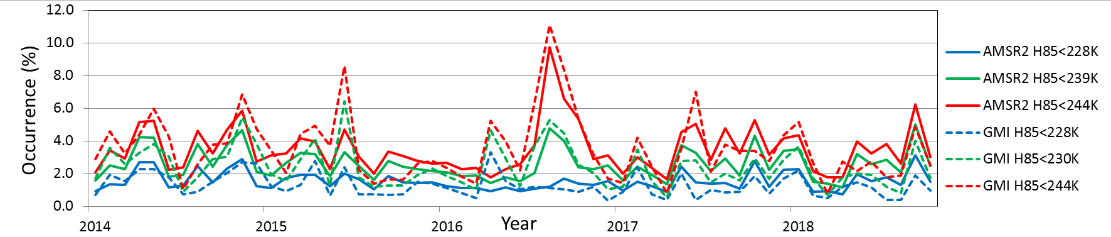 12.0
10.0
8.0
6.0
4.0
2.0
0.0
Occurrence (%)
2014
2015
2016
2017
2018
Year
AMSR2 H85<228K
AMSR2 H85<239K
AMSR2 H85<244K
GMI H85<228K
GMI H85<230K
GMI H85<244K